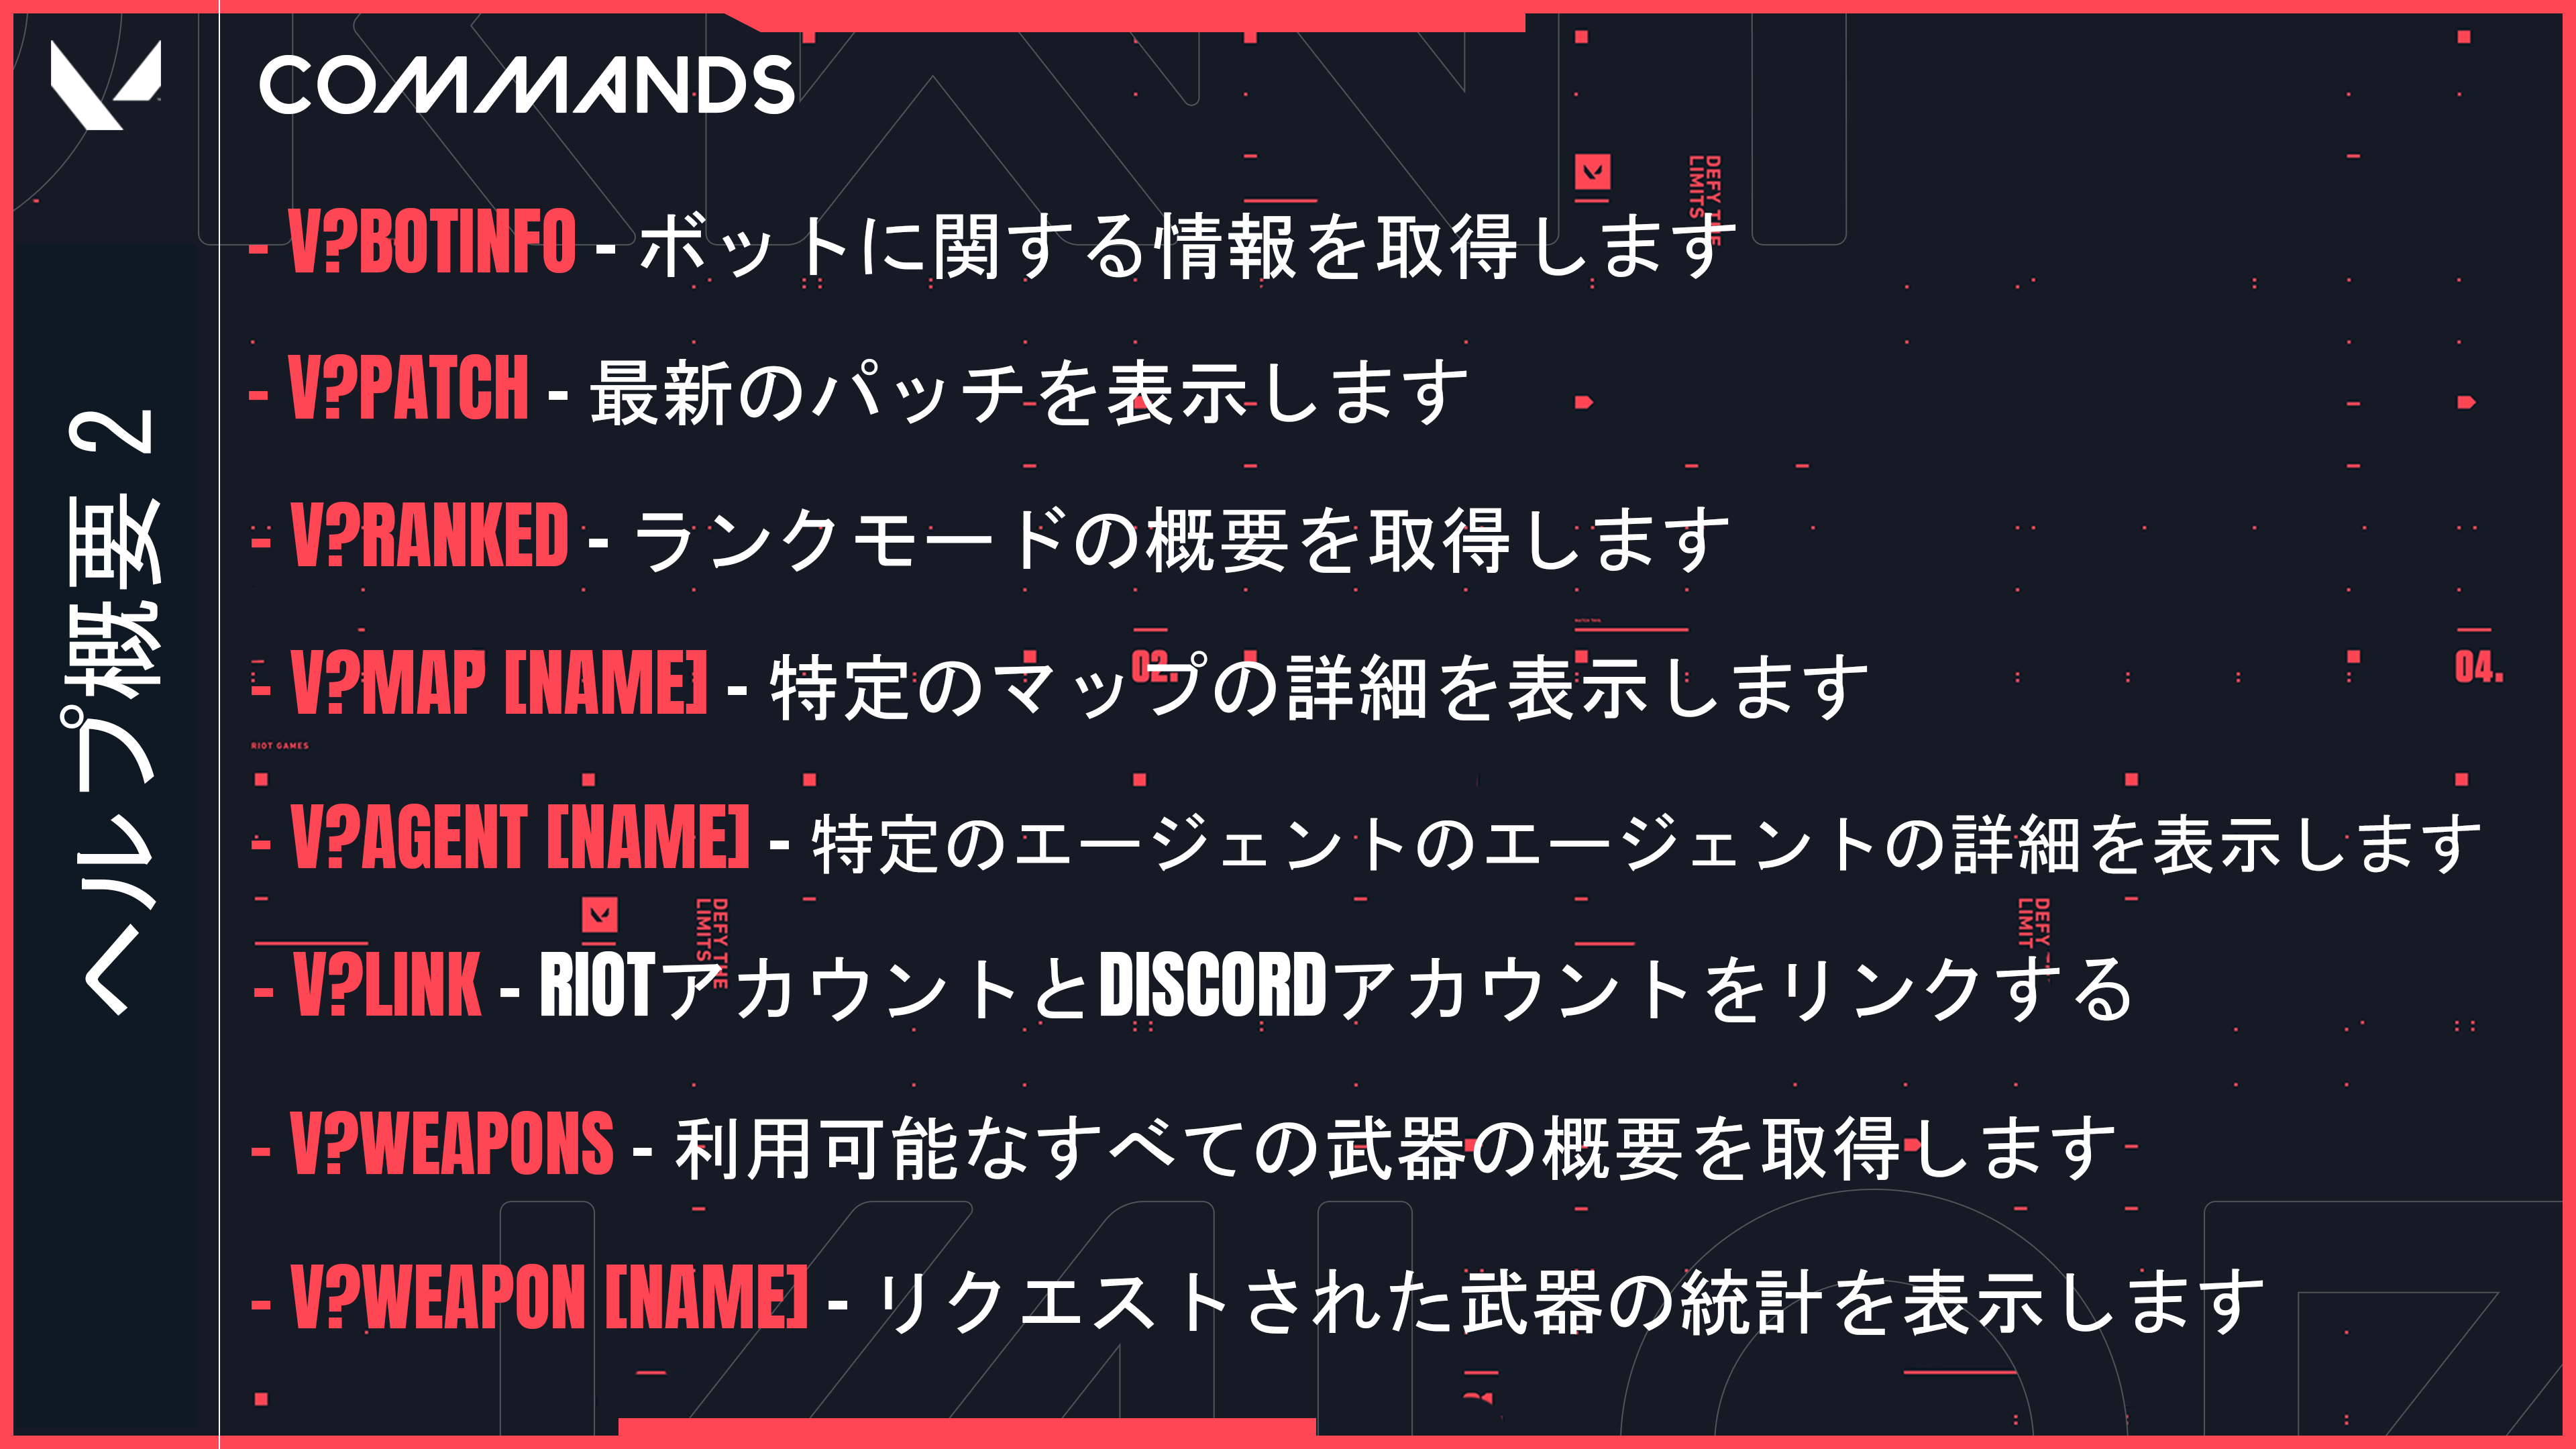 COMMANDS
ヘルプ概要 2
DEFY THE
LIMITS
- V?BOTINFO - ボットに関する情報を取得します
- V?PATCH - 最新のパッチを表示します
- V?RANKED - ランクモードの概要を取得します
02.
04.
- V?MAP [NAME] - 特定のマップの詳細を表示します
RIOT GAMES
- V?AGENT [NAME] - 特定のエージェントのエージェントの詳細を表示します
DEFY THE
LIMITS
DEFY
LIMIT
- V?LINK - RIOTアカウントとDISCORDアカウントをリンクする
- V?WEAPONS - 利用可能なすべての武器の概要を取得します
- V?WEAPON [NAME] - リクエストされた武器の統計を表示します